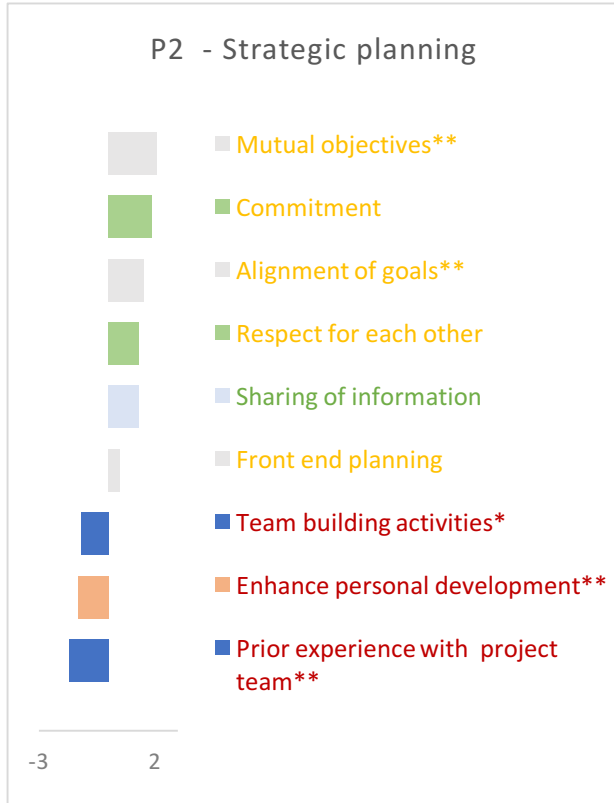 P2 - Strategic planning
Mutual objectives**
Commitment
Alignment of goals**
Respect for each other
Sharing of information
Front end planning
Team building activities*
Enhance personal development**
Prior experience with project
team**
-3 2